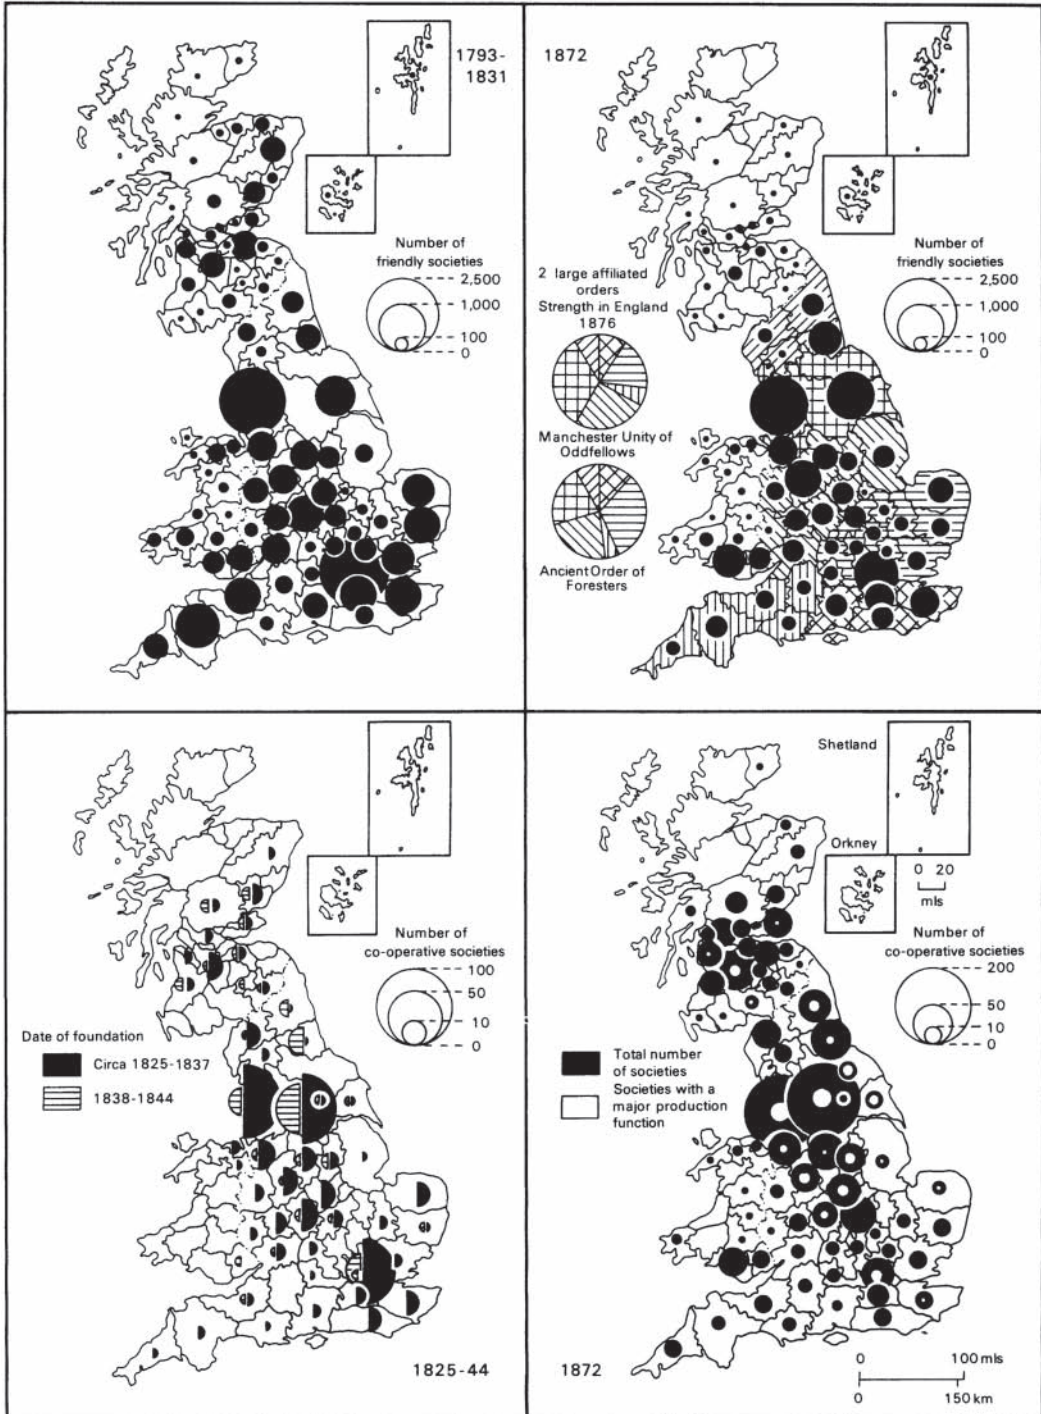 1793-
1831
Number of
friendly societies
2,500
1,000
100
0
1872
2 large affiliated
orders
Strength in England
1876
Manchester Unity of
Oddfellows
Ancient Order of
Foresters
Number of
friendly societies
2,500
1,000
100
0
Number of
co-operative societies
100
50
10
0
Date of foundation
Circa 1825-1837
1838-1844
1825-44
Shetland
Orkney
0 20
mls
Number of
co-operative societies
200
50
10
0
Total number
of societies
Societies with a
major production
function
1872
0 100 mls
0 150 km